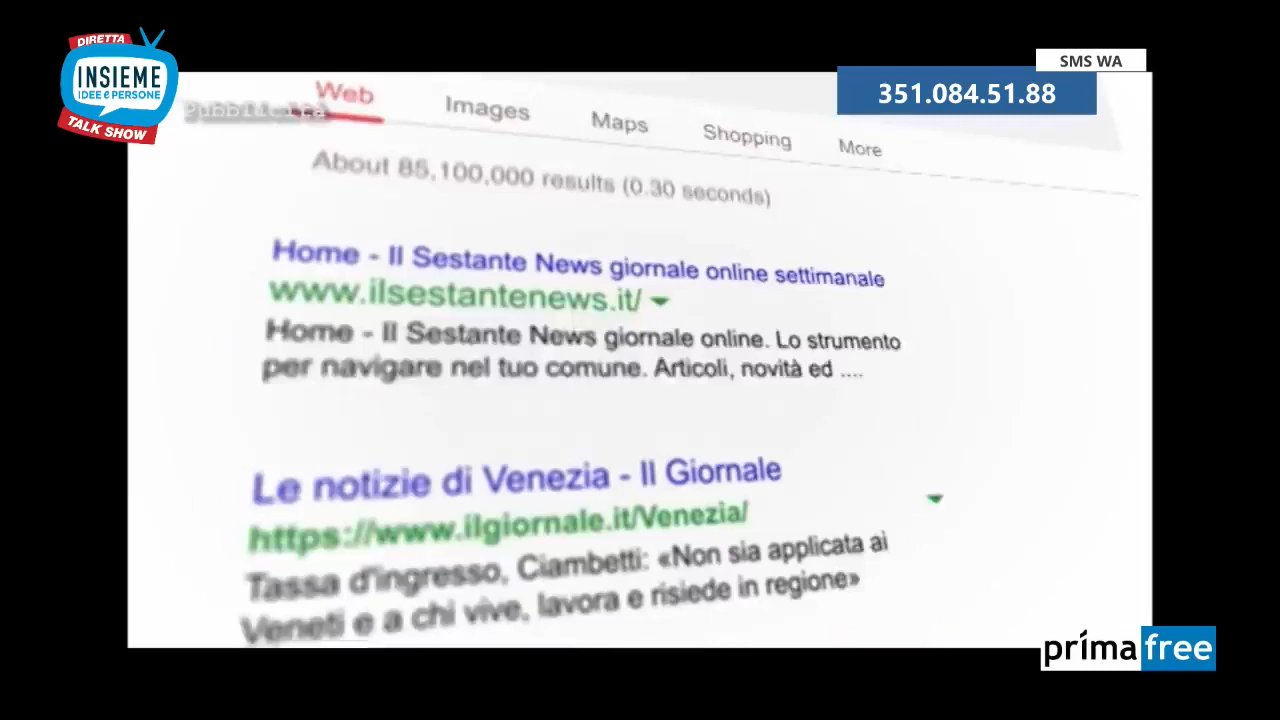 DIRETTA
INSIEME
IDEE e PERSONE
TALK SHOW
SMS WA
351.084.51.88
Pubblicità
Web Images Maps Shopping More
About 85,100,000 results (0.30 seconds)
Home - Il Sestante News giornale online settimanale
www.ilsestantenews.it/
Home - Il Sestante News giornale online. Lo strumento
per navigare nel tuo comune. Articoli, novità ed ....
Le notizie di Venezia - Il Giornale
https://www.ilgiornale.it/Venezia/
Tassa d'ingresso, Ciambetti: «Non sia applicata ai
Veneti e a chi vive, lavora e risiede in regione»
príma free